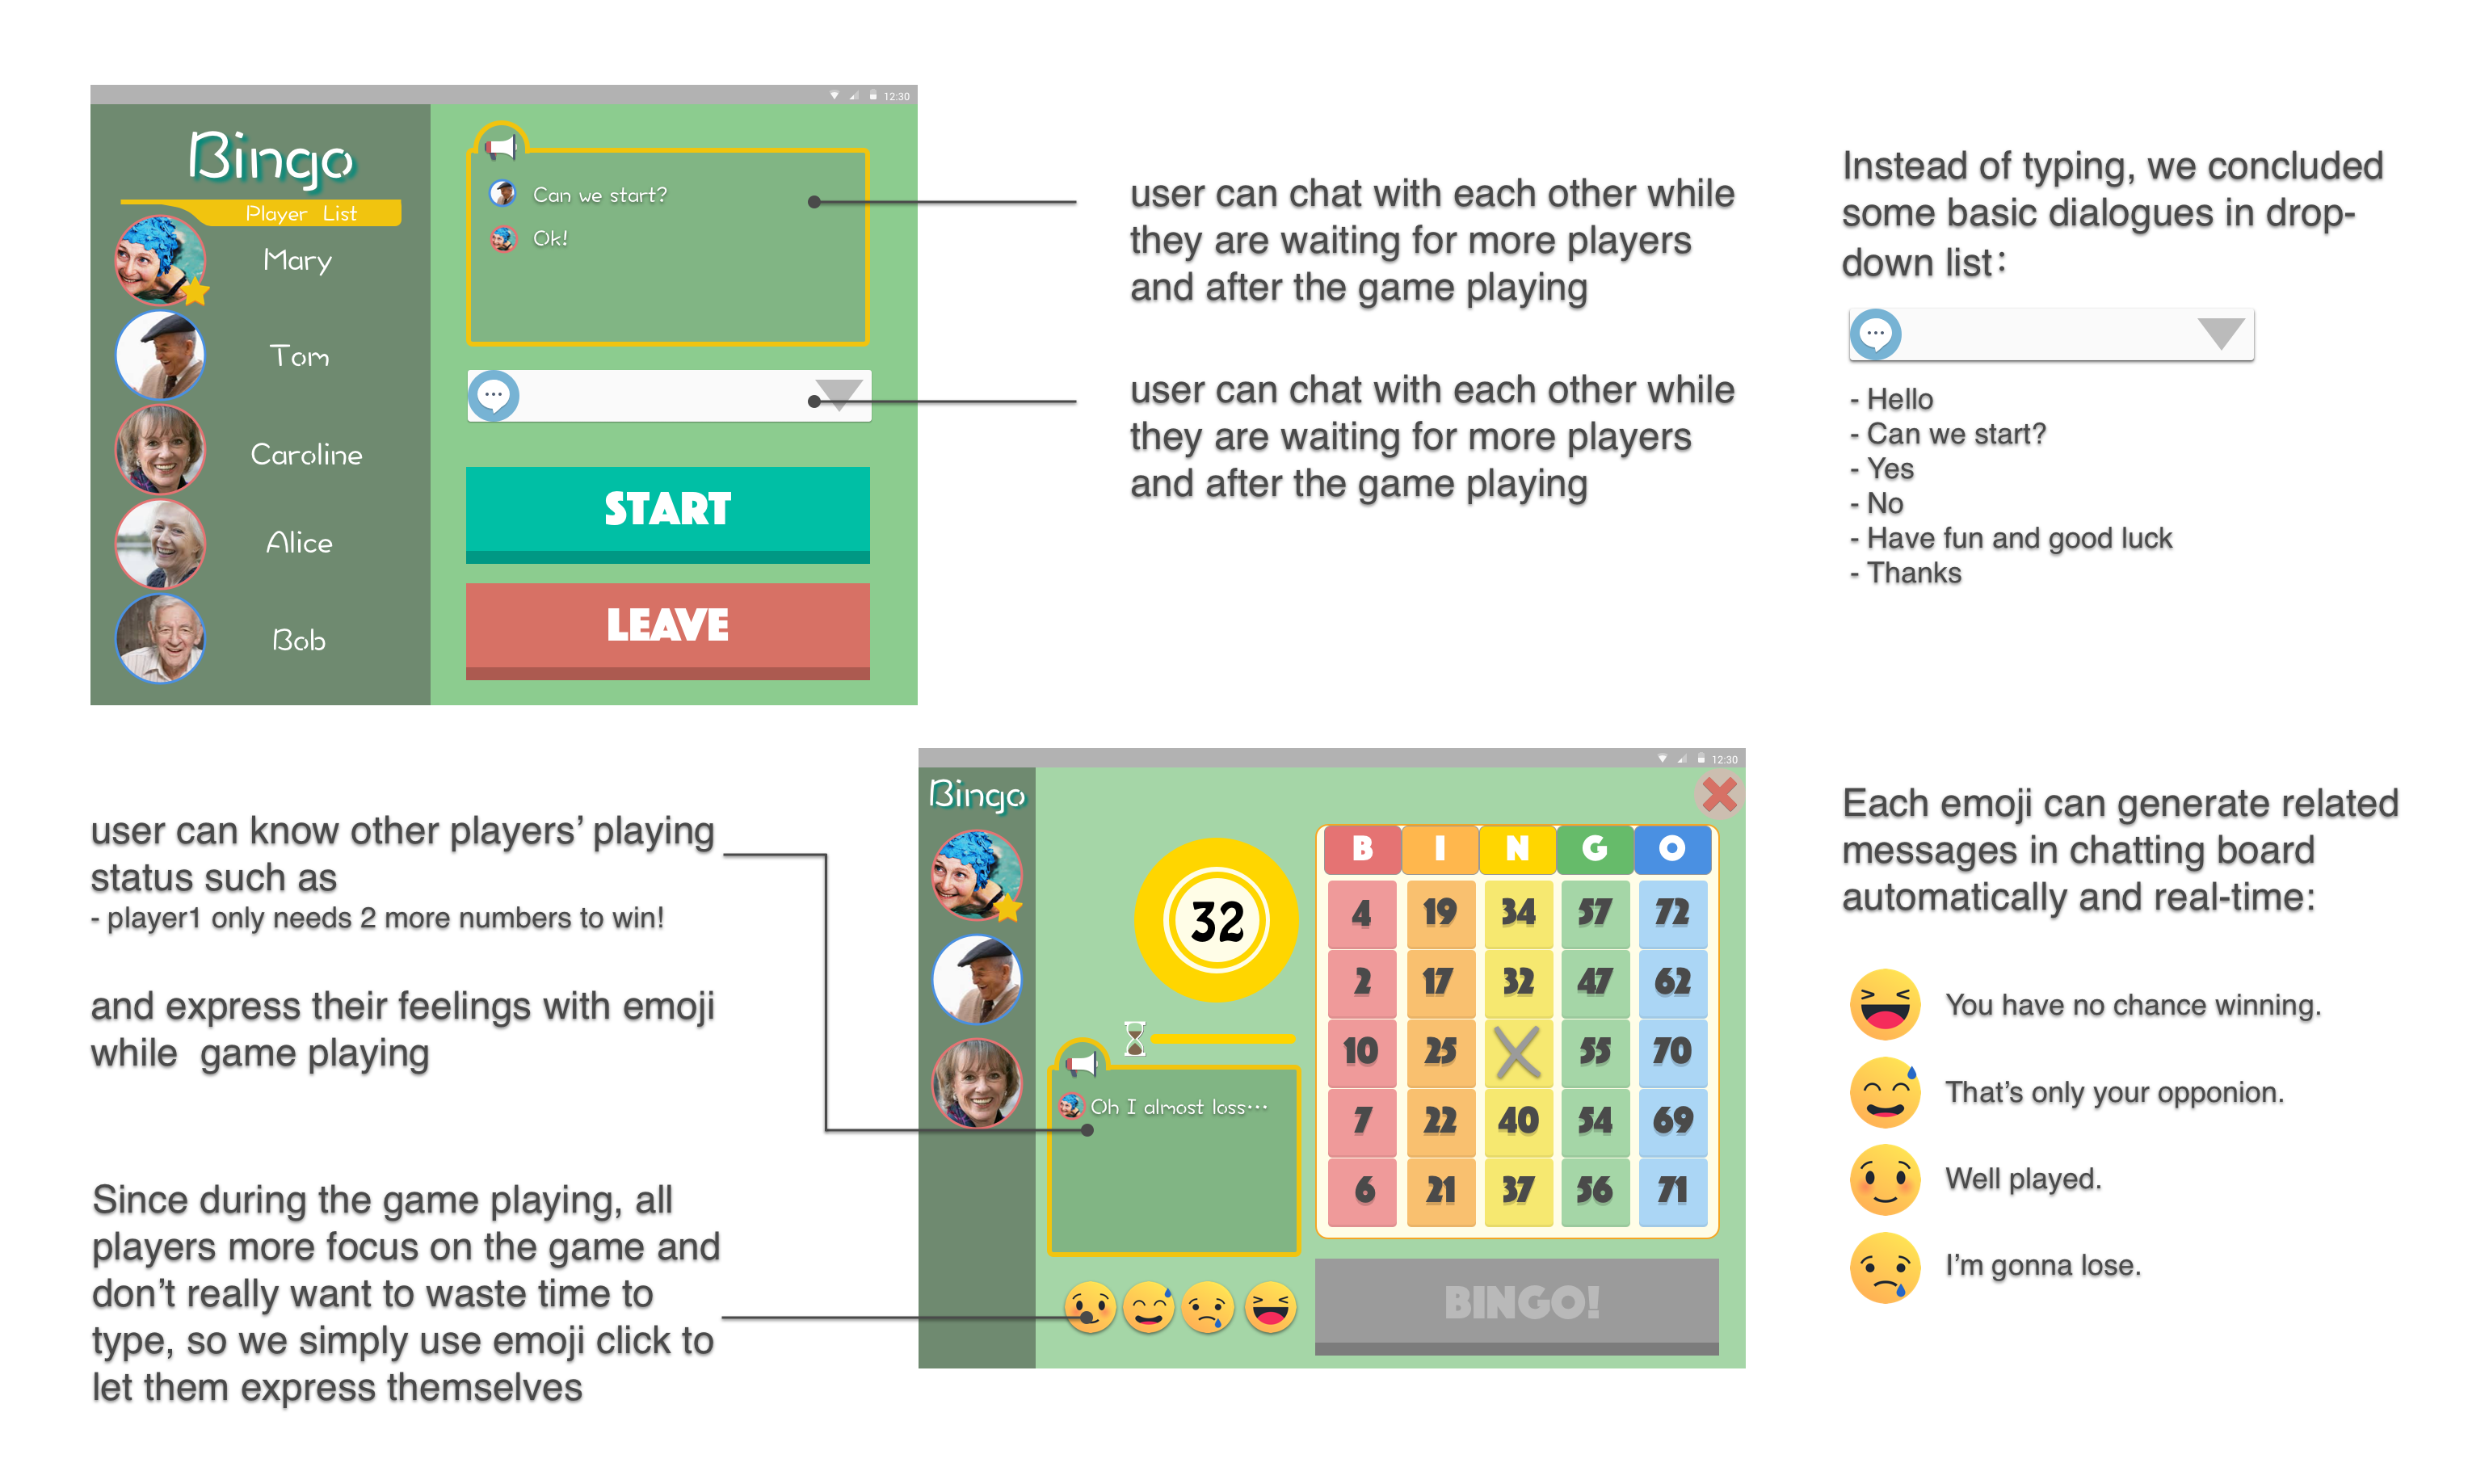 12:30
Bingo
Player List
Mary
Tom
Caroline
Alice
Bob
Can we start?
Ok!
START
LEAVE
user can chat with each other while
they are waiting for more players
and after the game playing
user can chat with each other while
they are waiting for more players
and after the game playing
Instead of typing, we concluded
some basic dialogues in drop-
down list:
- Hello
- Can we start?
- Yes
- No
- Have fun and good luck
- Thanks
user can know other players' playing
status such as
- player1 only needs 2 more numbers to win!
and express their feelings with emoji
while  game playing
Since during the game playing, all
players more focus on the game and
don't really want to waste time to
type, so we simply use emoji click to
let them express themselves
12:30
Bingo
32
Oh I almost loss···
B I N G O
4 19 34 57 72
2 17 32 47 62
10 25 55 70
7 22 40 54 69
6 21 37 56 71
BINGO!
Each emoji can generate related
messages in chatting board
automatically and real-time:
You have no chance winning.
That's only your opponion.
Well played.
I'm gonna lose.